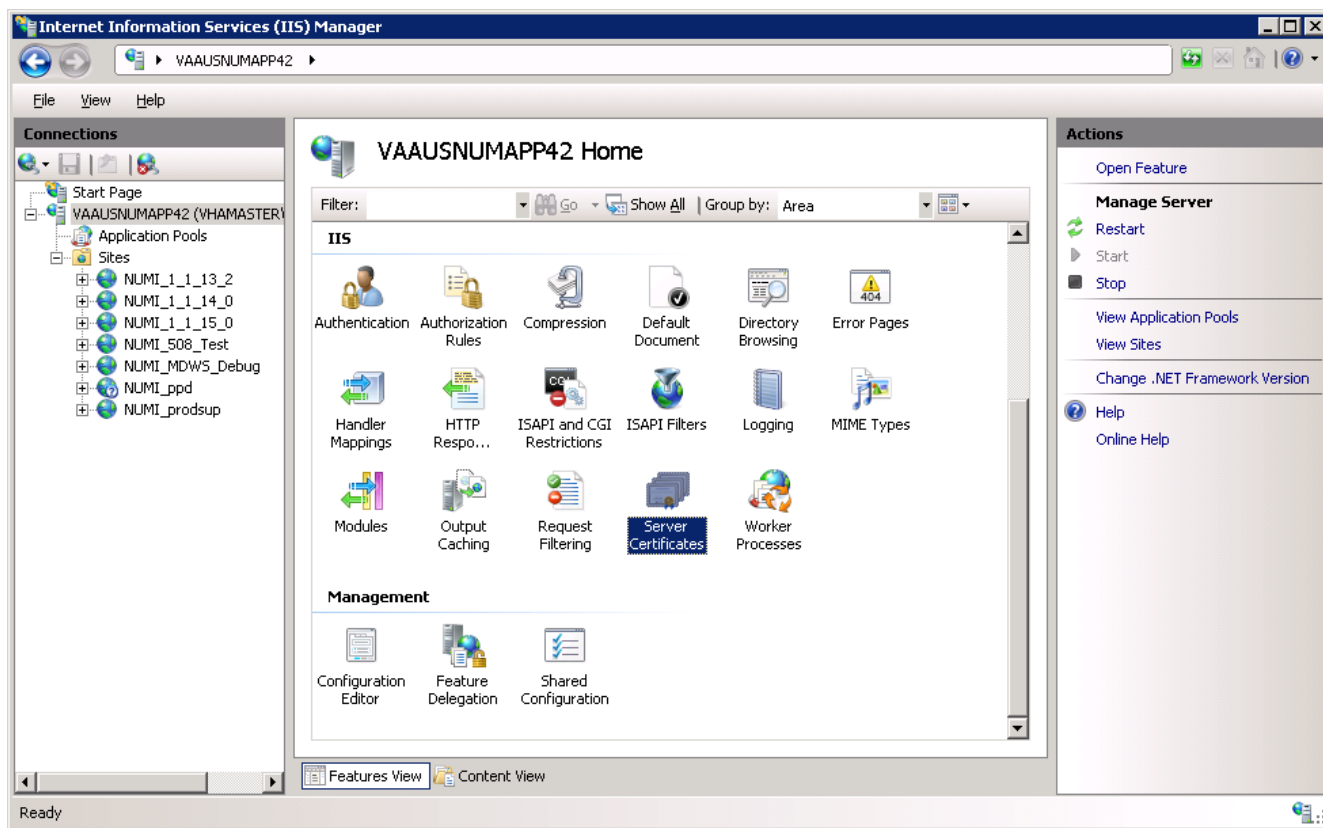 Internet Information Services (IIS) Manager
VAAUSNUMAPP42
File View Help
Connections
Start Page
VAAUSNUMAPP42 (VHAMASTER\
Application Pools
Sites
NUMI_1_1_13_2
NUMI_1_1_14_0
NUMI_1_1_15_0
NUMI_508_Test
NUMI_MDWS_Debug
NUMI_ppd
NUMI_prodsup
VAAUSNUMAPP42 Home
Filter: Go Show All Group by: Area
IIS
Authentication Authorization Compression Default Directory Error Pages
Rules Document Browsing
404
CGI
Handler HTTP ISAPI and CGI ISAPI Filters Logging MIME Types
Mappings Respo... Restrictions
Modules Output Request Server Worker
Caching Filtering Certificates Processes
Management
Configuration Feature Shared
Editor Delegation Configuration
Features View Content View
Actions
Open Feature
Manage Server
Restart
Start
Stop
View Application Pools
View Sites
Change .NET Framework Version
Help
Online Help
Ready